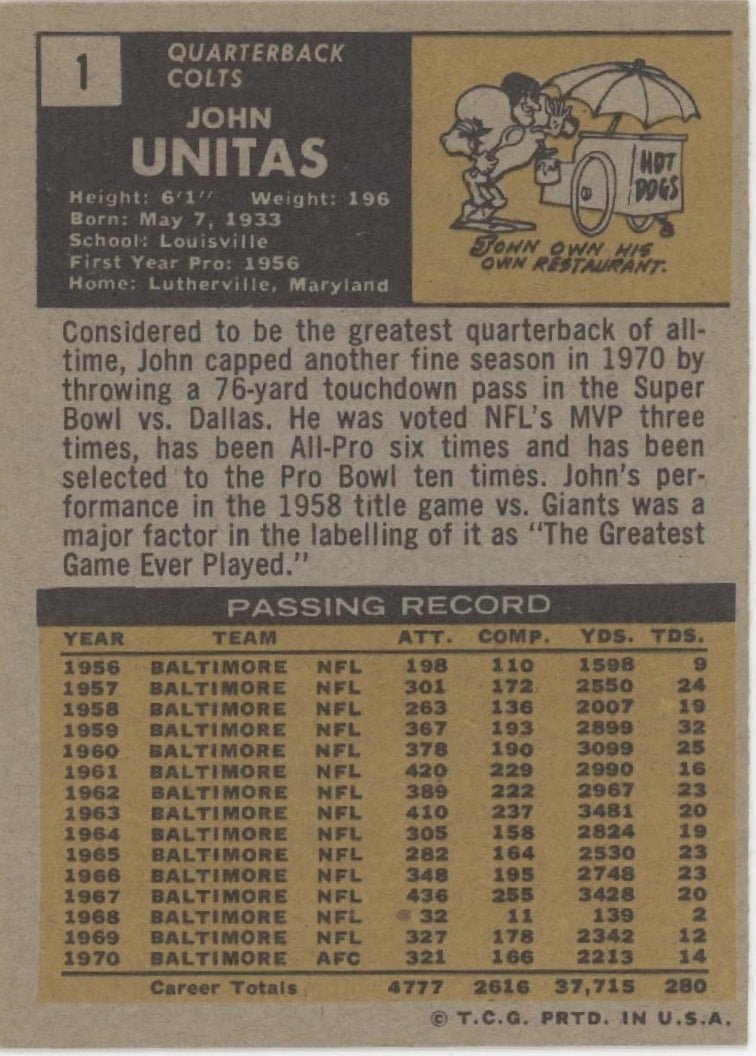 1
QUARTERBACK
COLTS
JOHN
UNITAS
Height: 6'1" Weight: 196
Born: May 7, 1933
School: Louisville
First Year Pro: 1956
Home: Lutherville, Maryland
HOT
DOGS
JOHN OWN HIS
OWN RESTAURANT.
Considered to be the greatest quarterback of all-
time, John capped another fine season in 1970 by
throwing a 76-yard touchdown pass in the Super
Bowl vs. Dallas. He was voted NFL's MVP three
times, has been All-Pro six times and has been
selected to the Pro Bowl ten times. John's per-
formance in the 1958 title game vs. Giants was a
major factor in the labelling of it as "The Greatest
Game Ever Played."
PASSING RECORD
YEAR TEAM ATT. COMP. YDS. TDS.
1956 BALTIMORE NFL 198 110 1598 9
1957 BALTIMORE NFL 301 172 2550 24
1958 BALTIMORE NFL 263 136 2007 19
1959 BALTIMORE NFL 367 193 2899 32
1960 BALTIMORE NFL 378 190 3099 25
1961 BALTIMORE NFL 420 229 2990 16
1962 BALTIMORE NFL 389 222 2967 23
1963 BALTIMORE NFL 410 237 3481 20
1964 BALTIMORE NFL 305 158 2824 19
1965 BALTIMORE NFL 282 164 2530 23
1966 BALTIMORE NFL 348 195 2748 23
1967 BALTIMORE NFL 436 255 3428 20
1968 BALTIMORE NFL 32 11 139 2
1969 BALTIMORE NFL 327 178 2342 12
1970 BALTIMORE AFC 321 166 2213 14
Career Totals 4777 2616 37,715 280
© T.C.G. PRTD. IN U.S.A.